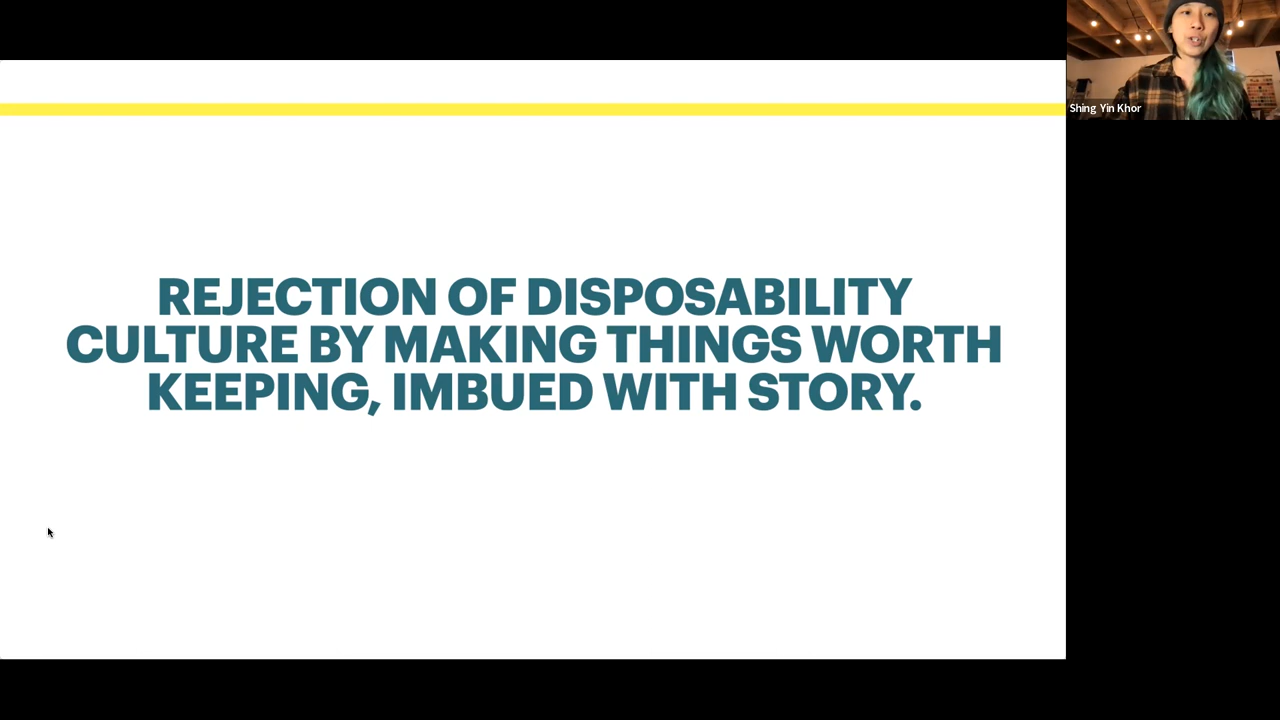 Shing Yin Khor
REJECTION OF DISPOSABILITY
CULTURE BY MAKING THINGS WORTH
KEEPING, IMBUED WITH STORY.